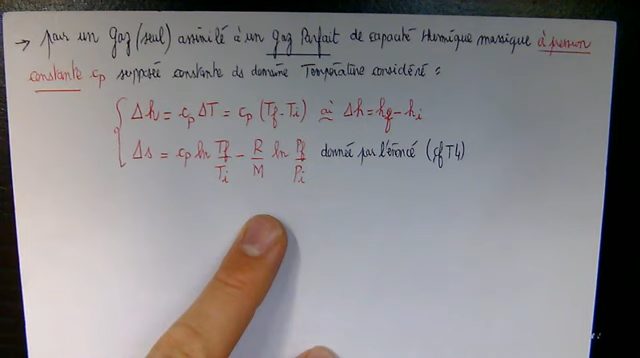 → pour un Gaz (seul) assimilé à un Gaz Parfait de capacité thermique massique à pression
constante cp supposée constante ds domaine Température considéré :
Δh = cp ΔT = cp (Tf - Ti) où Δh = hf - hi
Δs = cp ln Tf/Ti - R/M ln Pf/Pi donnée par l'énoncé (cf T4)